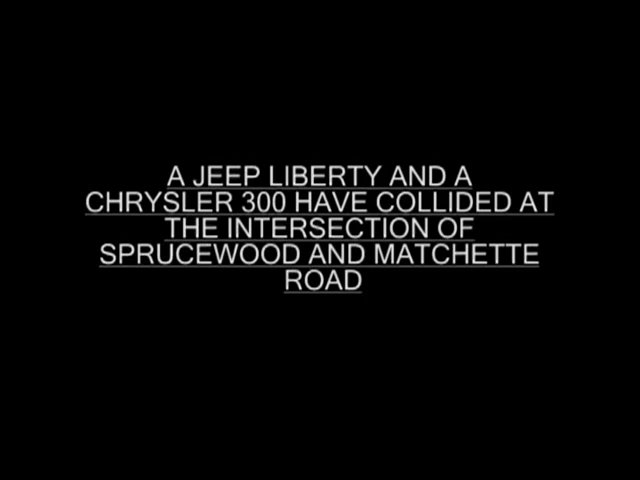 A JEEP LIBERTY AND A
CHRYSLER 300 HAVE COLLIDED AT
THE INTERSECTION OF
SPRUCEWOOD AND MATCHETTE
ROAD